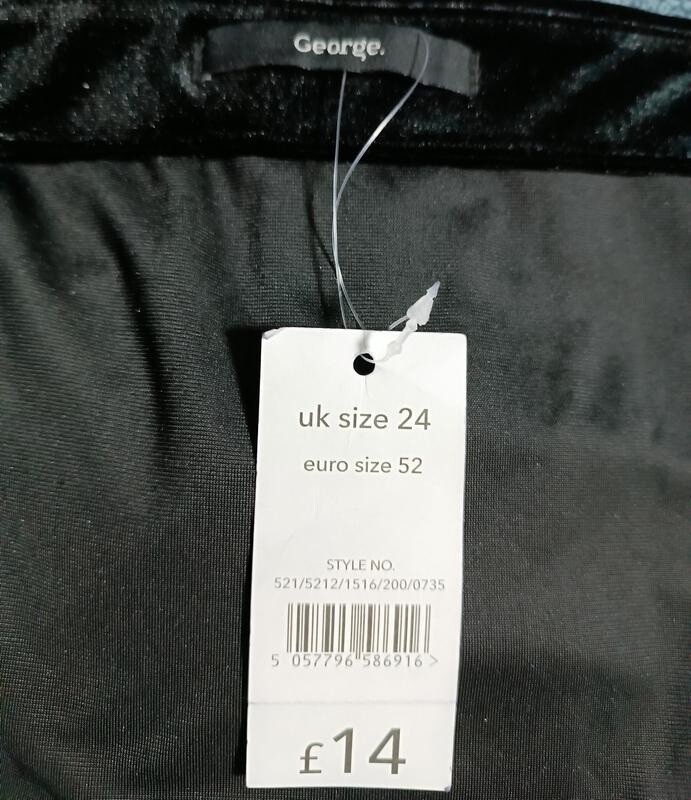 George.
uk size 24
euro size 52
STYLE NO.
521/5212/1516/200/0735
5 057796 586916 >
£14